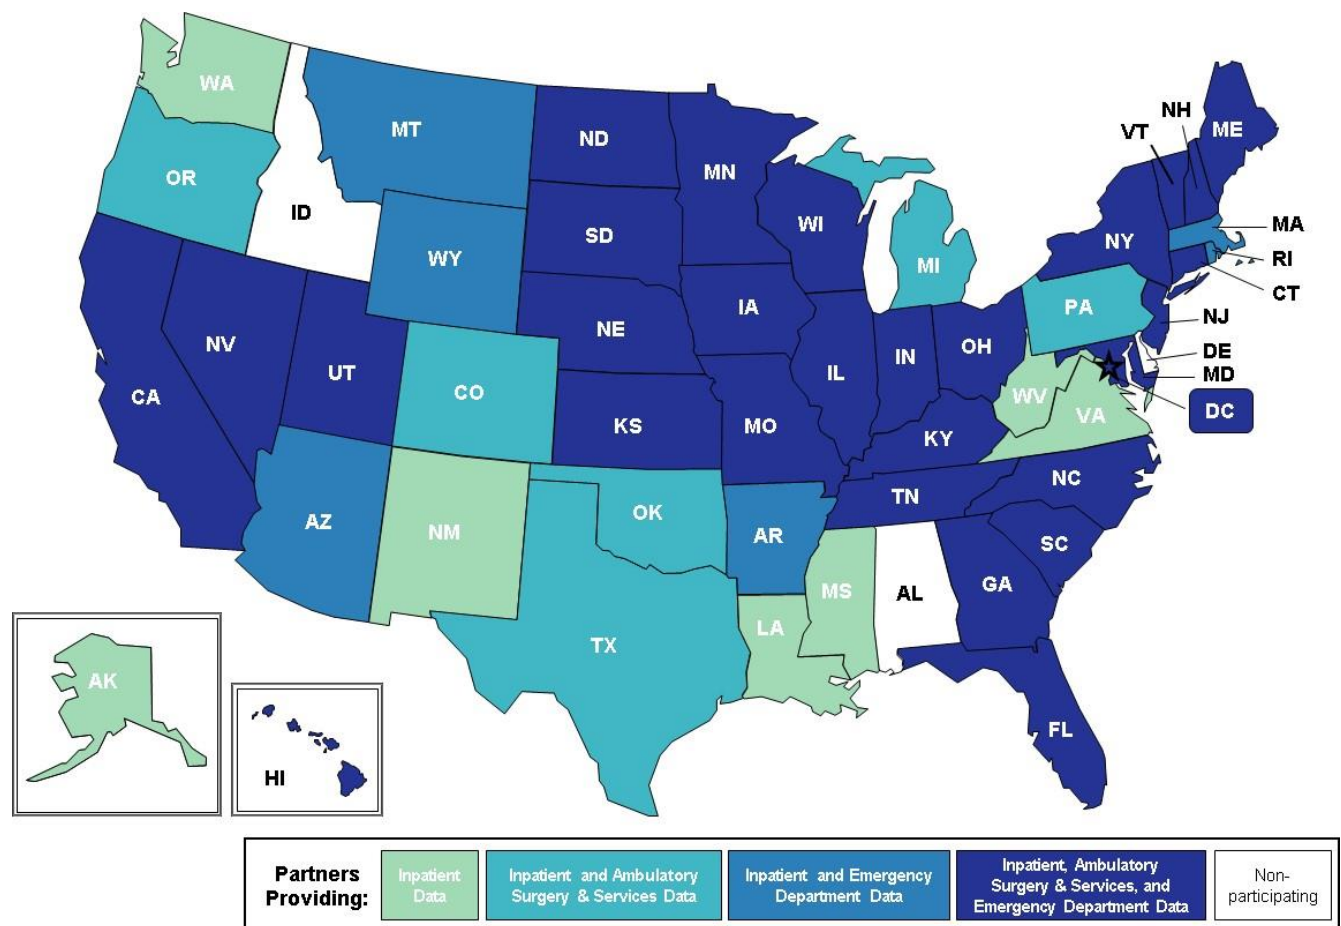 WA
MT
ND
MN
OR
ID
SD
WI
MI
WY
NE
IA
NV
UT
CO
CA
KS
MO
IL
IN
OH
KY
TN
AZ
NM
OK
AR
TX
LA
MS
AL
GA
SC
NC
FL
WV
VA
PA
NY
VT
NH
ME
MA
RI
CT
NJ
DE
MD
DC
AK
HI
Partners
Providing:
Inpatient
Data
Inpatient and Ambulatory
Surgery & Services Data
Inpatient and Emergency
Department Data
Inpatient, Ambulatory
Surgery & Services, and
Emergency Department Data
Non-
participating